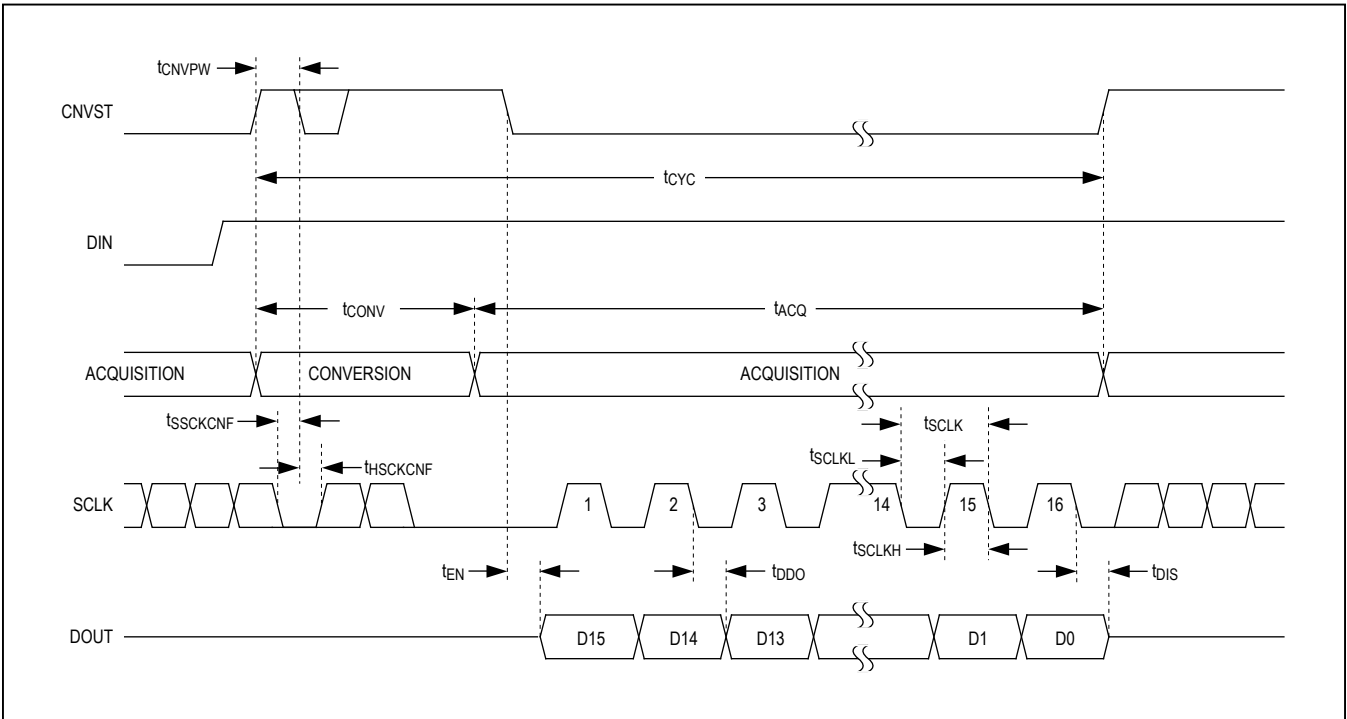 tCNVPW
CNVST
tCYC
DIN
tCONV
tACQ
ACQUISITION CONVERSION ACQUISITION
tSSCKCNF
tSCLK
tHSCKCNF
tSCLKL
SCLK 1 2 3 14 15 16
tSCLKH
tEN
tDDO
tDIS
DOUT D15 D14 D13 D1 D0